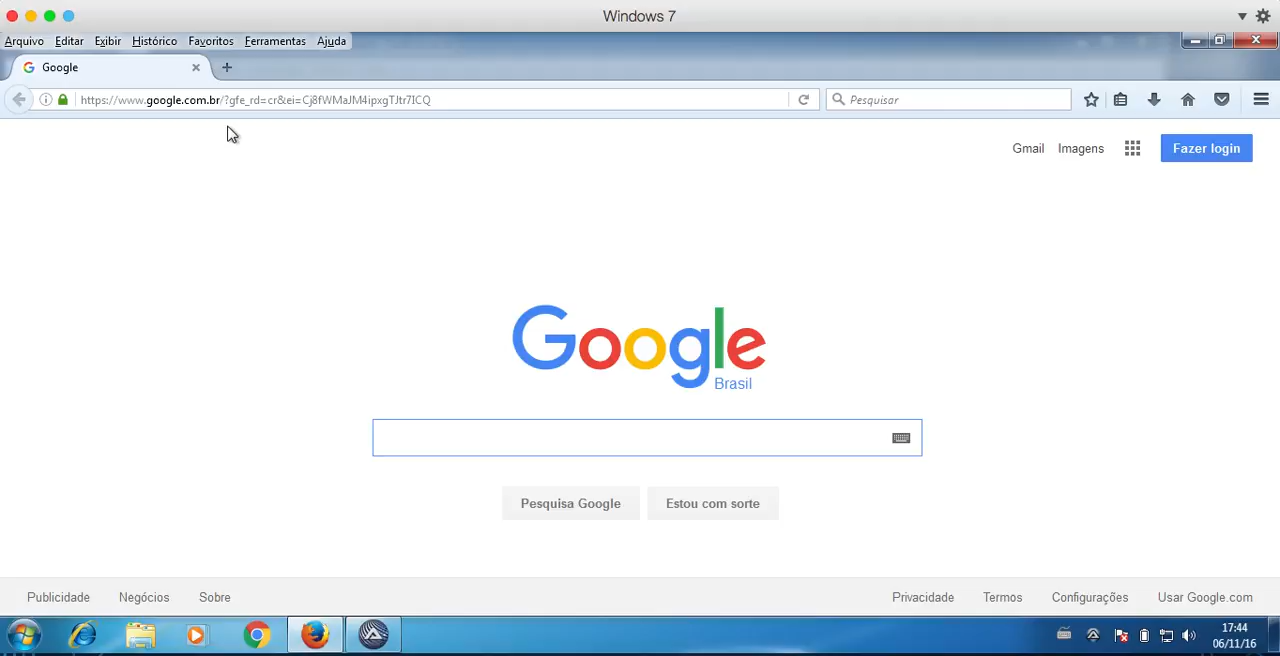 Windows 7
Arquivo Editar Exibir Histórico Favoritos Ferramentas Ajuda
Google
https://www.google.com.br/?gfe_rd=cr&ei=Cj8fWMaJM4ipxgTJtr7ICQ
Pesquisar
Gmail Imagens Fazer login
Google
Brasil
Pesquisa Google Estou com sorte
Publicidade Negócios Sobre Privacidade Termos Configurações Usar Google.com
17:44
06/11/16